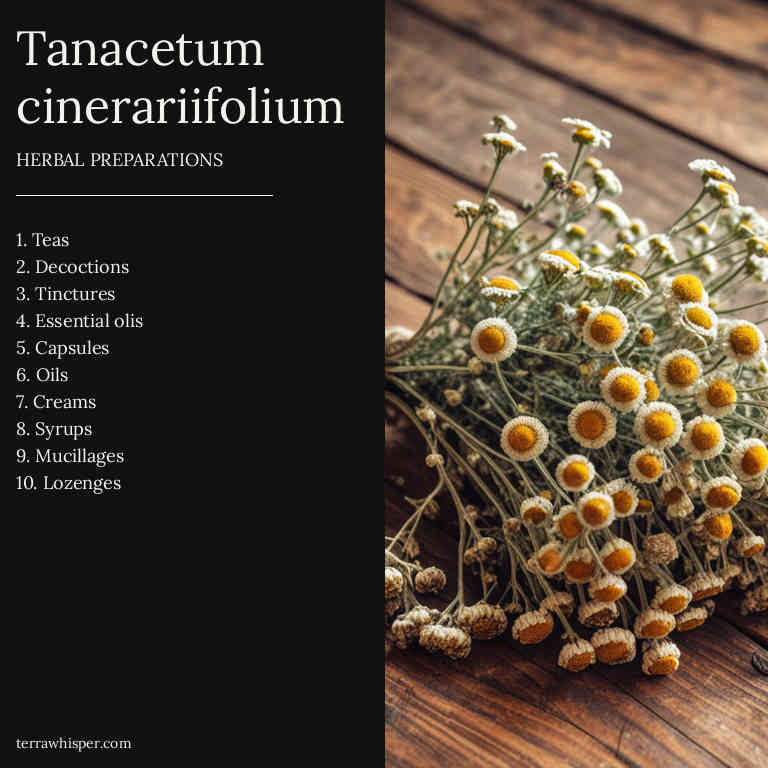 Tanacetum
cinerariifolium
HERBAL PREPARATIONS
1. Teas
2. Decoctions
3. Tinctures
4. Essential olis
5. Capsules
6. Oils
7. Creams
8. Syrups
9. Mucillages
10. Lozenges
terrawhisper.com